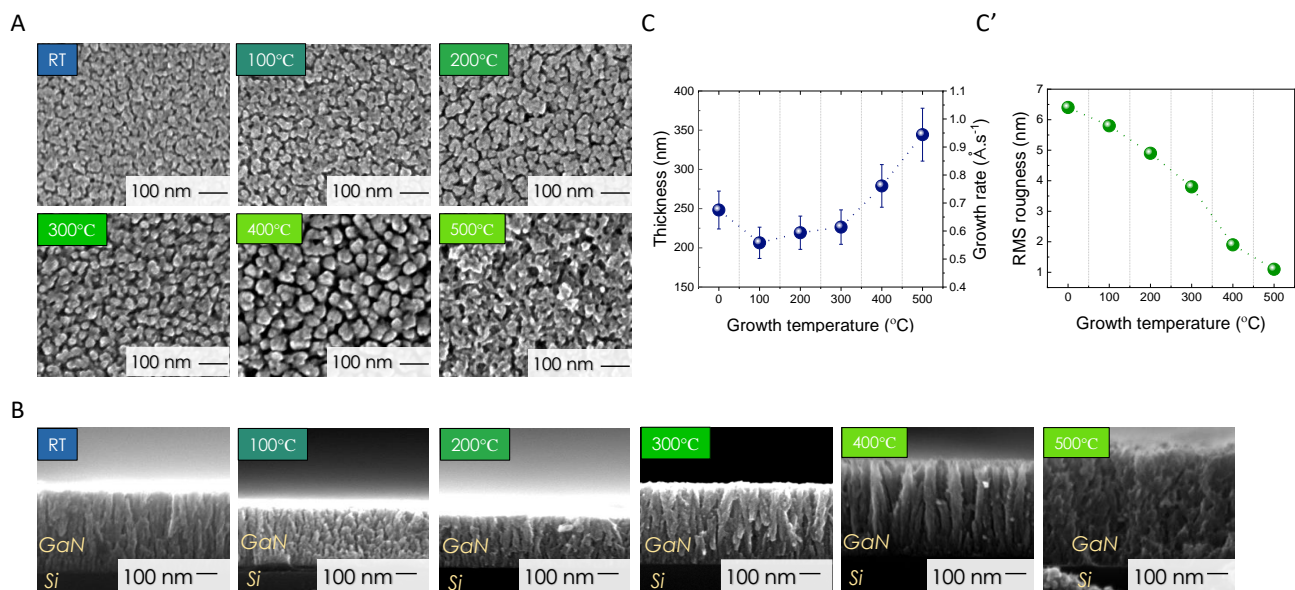 A
RT
100°C
200°C
100 nm
100 nm
100 nm
300°C
400°C
500°C
100 nm
100 nm
100 nm
C
400
350
300
250
200
150
Thickness (nm)
1.1
1.0
0.9
0.8
0.7
0.6
0.5
0.4
Growth rate (Å.s⁻¹)
0 100 200 300 400 500
Growth temperature (°C)
C’
7
6
5
4
3
2
1
RMS rougness (nm)
0 100 200 300 400 500
Growth temperature (°C)
B
RT
100°C
200°C
300°C
400°C
500°C
GaN
GaN
GaN
GaN
GaN
GaN
Si
Si
Si
Si
Si
Si
100 nm
100 nm
100 nm
100 nm
100 nm
100 nm